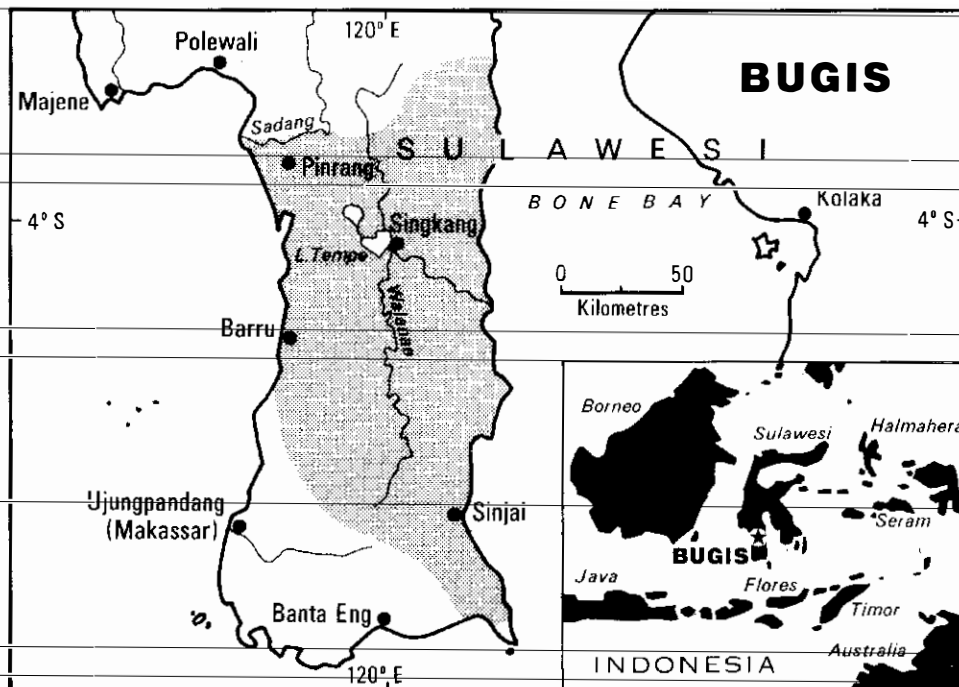 120° E
Polewali
BUGIS
Majene
Sadang
SULAWESI
Pinrang
BONE BAY
Kolaka
4° S
4° S
Singkang
L. Tempe
0 50
Kilometres
Walanae
Barru
Borneo
Sulawesi
Halmahera
Ujungpandang
(Makassar)
Sinjai
Seram
BUGIS
Java
Flores
Timor
Banta Eng
Australia
INDONESIA
120° E